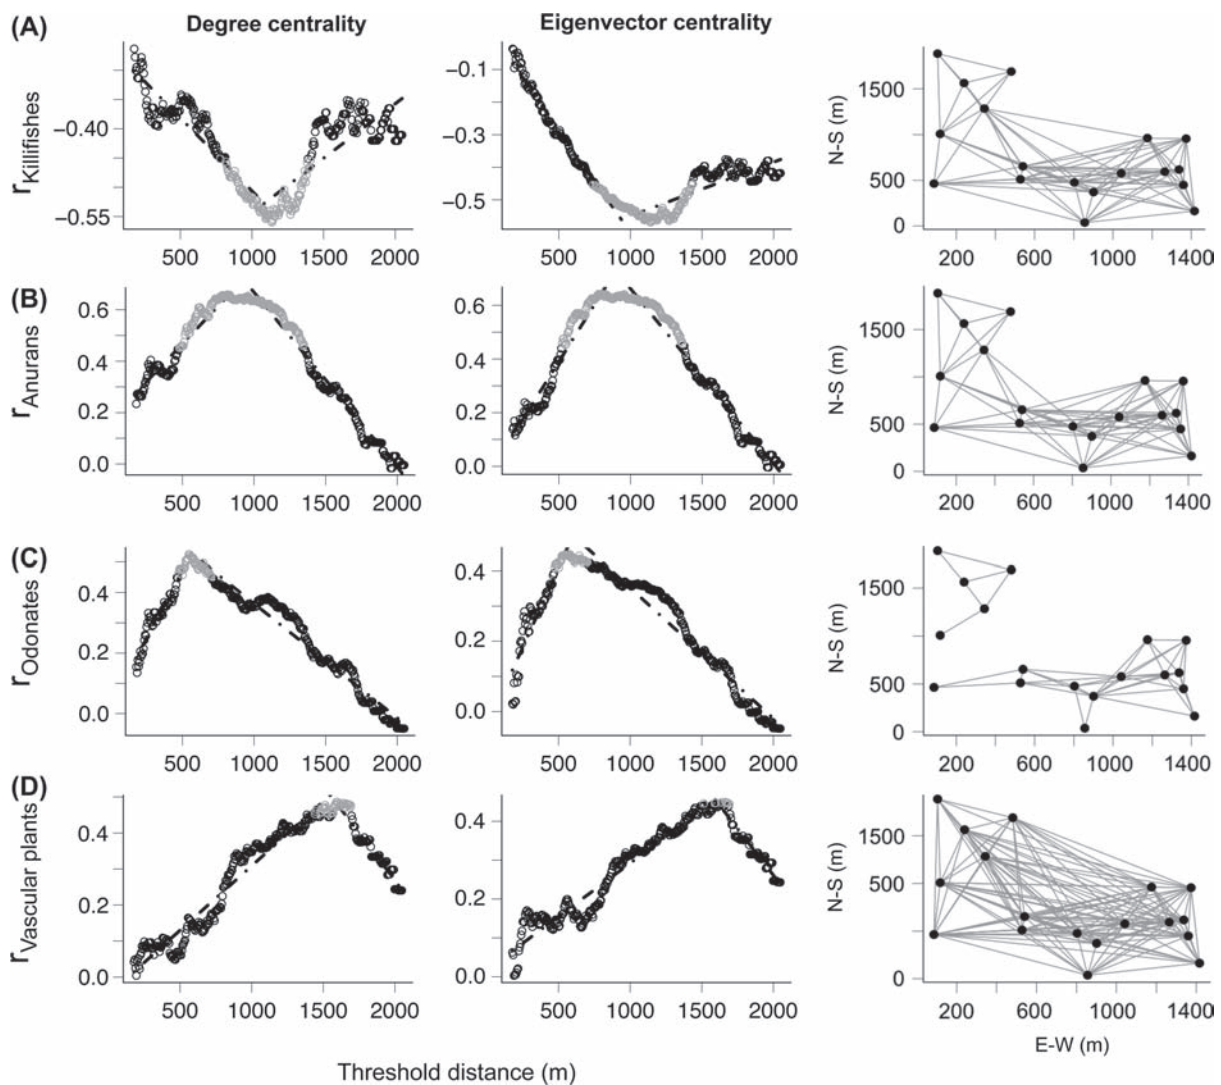 (A)
Degree centrality
Eigenvector centrality
rKillifishes
−0.40
−0.55
500 1000 1500 2000
−0.1
−0.3
−0.5
500 1000 1500 2000
N-S (m)
1500
500
0
200 600 1000 1400
(B)
rAnurans
0.6
0.4
0.2
0.0
500 1000 1500 2000
0.6
0.4
0.2
0.0
500 1000 1500 2000
N-S (m)
1500
500
0
200 600 1000 1400
(C)
rOdonates
0.4
0.2
0.0
500 1000 1500 2000
0.4
0.2
0.0
500 1000 1500 2000
N-S (m)
1500
500
0
200 600 1000 1400
(D)
rVascular plants
0.4
0.2
0.0
500 1000 1500 2000
0.4
0.2
0.0
500 1000 1500 2000
N-S (m)
1500
500
0
200 600 1000 1400
Threshold distance (m)
E-W (m)